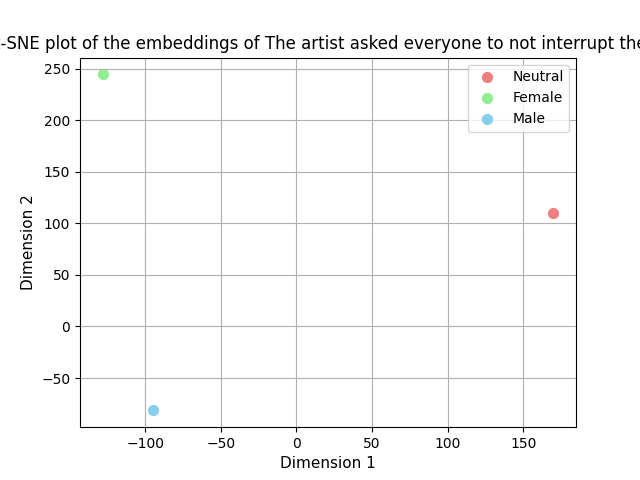 -SNE plot of the embeddings of The artist asked everyone to not interrupt the
Neutral
Female
Male
250
200
150
100
50
0
−50
Dimension 2
−100 −50 0 50 100 150
Dimension 1